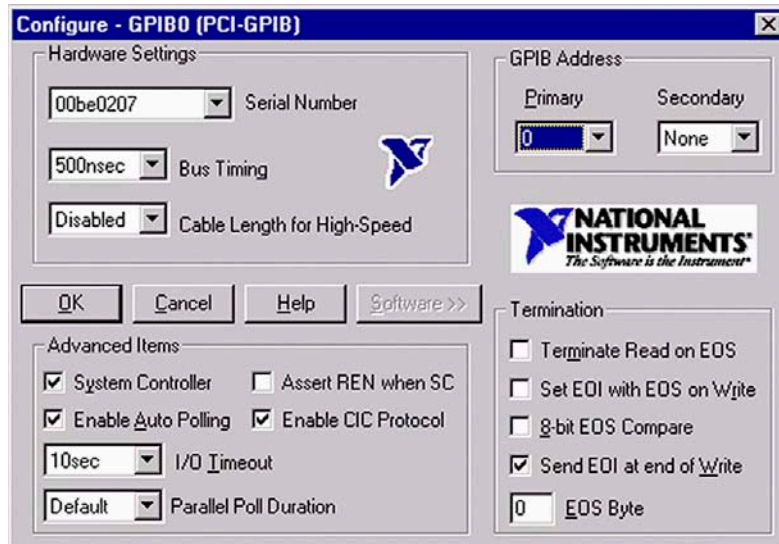 Configure - GPIB0 (PCI-GPIB)
Hardware Settings
00be0207 Serial Number
500nsec Bus Timing
Disabled Cable Length for High-Speed
GPIB Address
Primary Secondary
0 None
NATIONAL
INSTRUMENTS
The Software is the Instrument
OK Cancel Help Software >>
Advanced Items
System Controller Assert REN when SC
Enable Auto Polling Enable CIC Protocol
10sec I/O Timeout
Default Parallel Poll Duration
Termination
Terminate Read on EOS
Set EOI with EOS on Write
8-bit EOS Compare
Send EOI at end of Write
0 EOS Byte